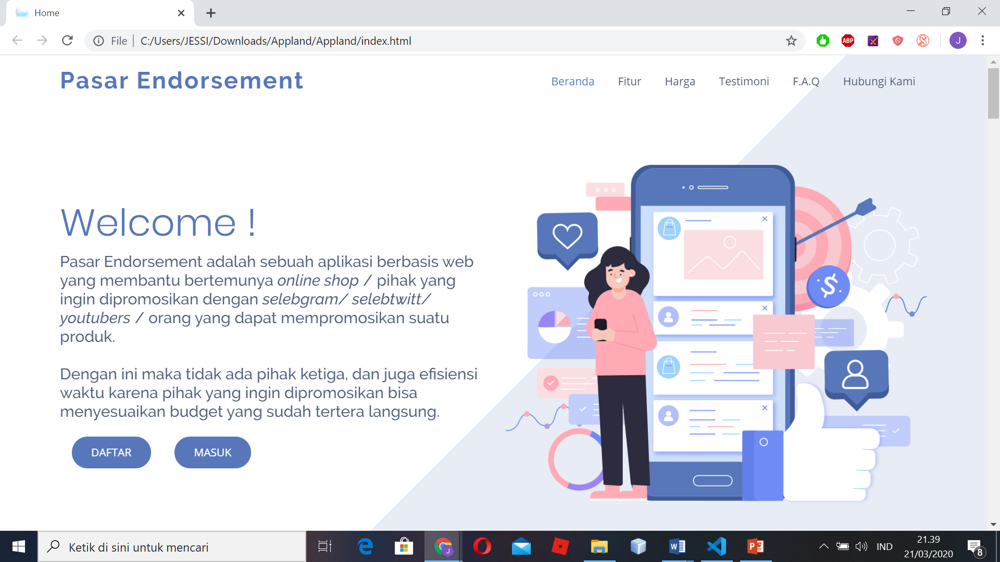 Home
File
C:/Users/JESSI/Downloads/Appland/Appland/index.html
ABP
J
Pasar Endorsement
Beranda
Fitur
Harga
Testimoni
F.A.Q
Hubungi Kami
Welcome !
Pasar Endorsement adalah sebuah aplikasi berbasis web
yang membantu bertemunya online shop / pihak yang
ingin dipromosikan dengan selebgram/ selebtwitt/
youtubers / orang yang dapat mempromosikan suatu
produk.
Dengan ini maka tidak ada pihak ketiga, dan juga efisiensi
waktu karena pihak yang ingin dipromosikan bisa
menyesuaikan budget yang sudah tertera langsung.
DAFTAR
MASUK
$
Ketik di sini untuk mencari
J
W
P
IND
21.39
21/03/2020
8